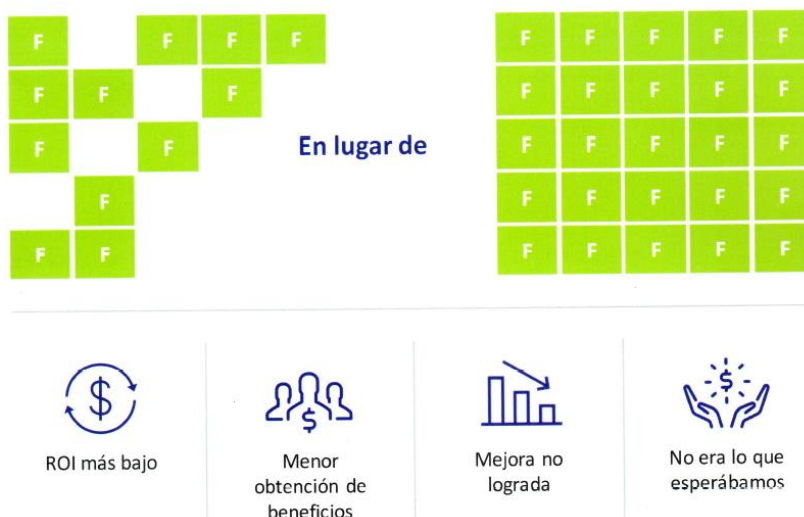 F F F F F F F F F
F F F F F F F F
F F En lugar de F F F F F
F F F F F F
F F F F F F F
ROI más bajo
Menor
obtención de
beneficios
Mejora no
lograda
No era lo que
esperábamos